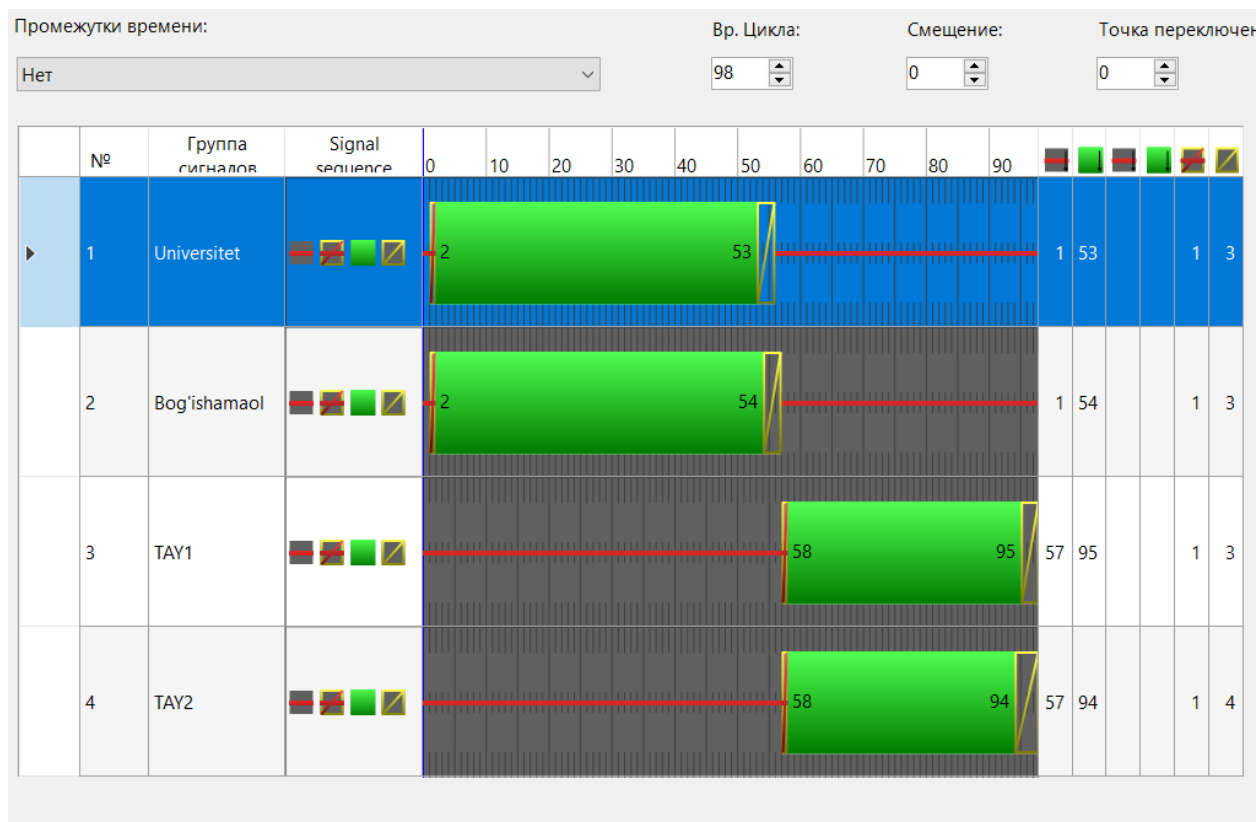 Промежутки времени: Вр. Цикла: Смещение: Точка переключен
Нет 98 0 0
№ Группа сигналов Signal sequence 0 10 20 30 40 50 60 70 80 90
1 Universitet 2 53 1 53 1 3
2 Bog'ishamaol 2 54 1 54 1 3
3 TAY1 58 95 57 95 1 3
4 TAY2 58 94 57 94 1 4